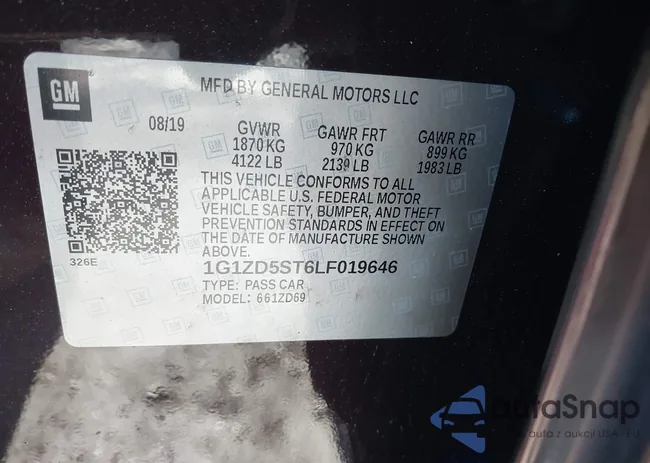 GM
MFD BY GENERAL MOTORS LLC
08/19
GVWR
1870 KG
4122 LB
GAWR FRT
970 KG
2139 LB
GAWR RR
899 KG
1983 LB
THIS VEHICLE CONFORMS TO ALL
APPLICABLE U.S. FEDERAL MOTOR
VEHICLE SAFETY, BUMPER, AND THEFT
PREVENTION STANDARDS IN EFFECT ON
THE DATE OF MANUFACTURE SHOWN
ABOVE.
326E
1G1ZD5ST6LF019646
TYPE: PASS CAR
MODEL: 661ZD69
AutaSnap
auta z aukcji USA i EU